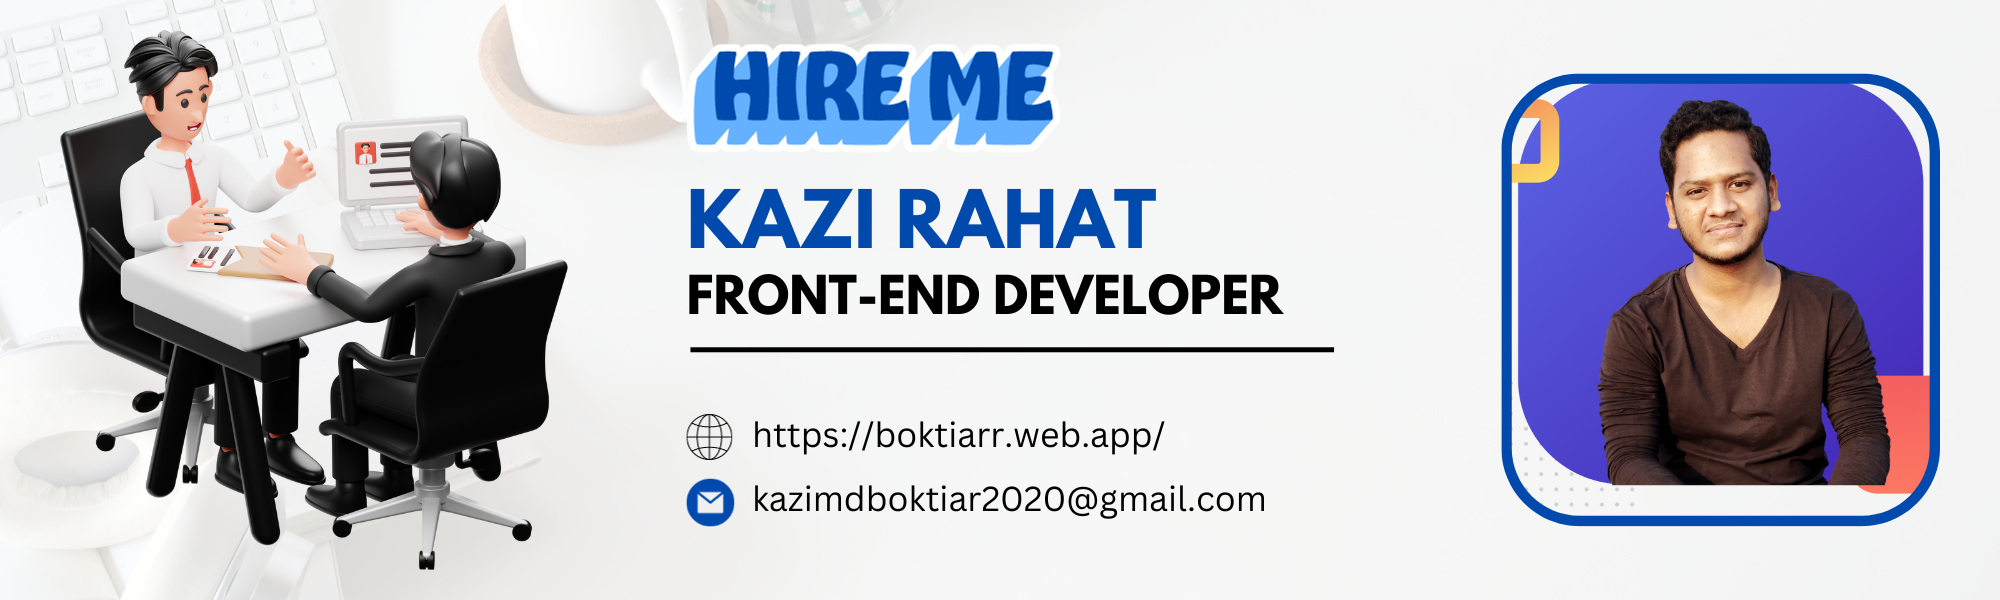 HIRE ME
KAZI RAHAT
FRONT-END DEVELOPER
https://boktiarr.web.app/
kazimdboktiar2020@gmail.com